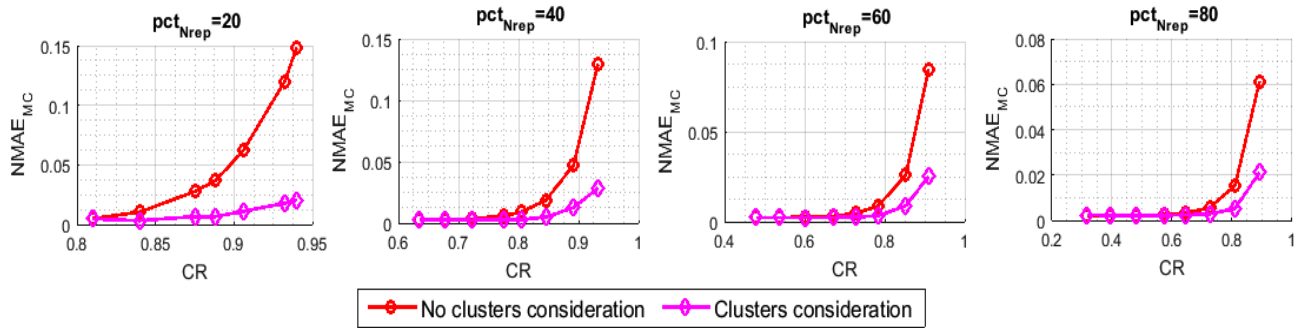 pct_Nrep=20
NMAE_MC
0.15
0.1
0.05
0
0.8
0.85
0.9
0.95
CR
pct_Nrep=40
NMAE_MC
0.15
0.1
0.05
0
0.6
0.7
0.8
0.9
1
CR
pct_Nrep=60
NMAE_MC
0.1
0.05
0
0.4
0.6
0.8
1
CR
pct_Nrep=80
NMAE_MC
0.08
0.06
0.04
0.02
0
0.2
0.4
0.6
0.8
1
CR
No clusters consideration
Clusters consideration